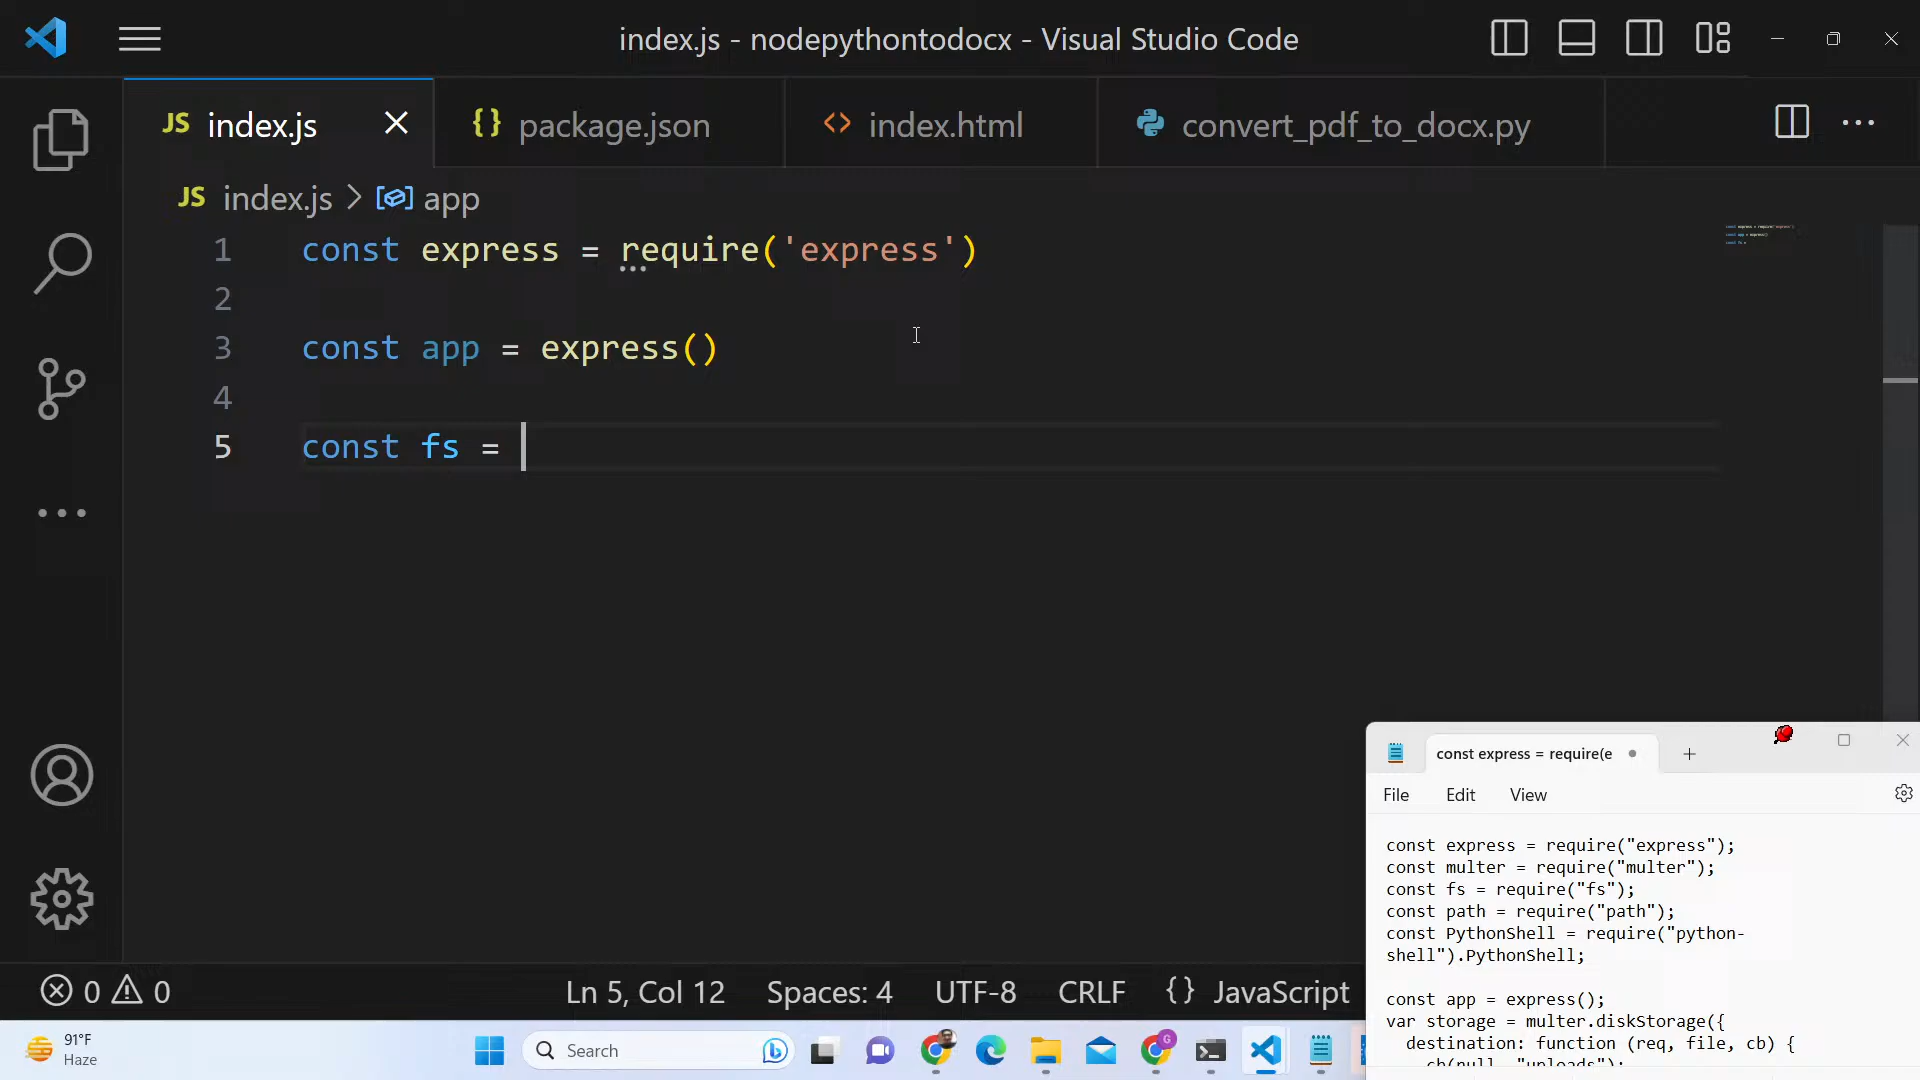 index.js - nodepythontodocx - Visual Studio Code
JS index.js
{} package.json
<> index.html
convert_pdf_to_docx.py
JS index.js > app
1 const express = require('express')
2
3 const app = express()
4
5 const fs =
const express = require(e
File Edit View
const express = require("express");
const multer = require("multer");
const fs = require("fs");
const path = require("path");
const PythonShell = require("python-
shell").PythonShell;
const app = express();
var storage = multer.diskStorage({
destination: function (req, file, cb) {
cb(null, "uploads");
0 0 Ln 5, Col 12 Spaces: 4 UTF-8 CRLF {} JavaScript
91°F
Haze
Search
G